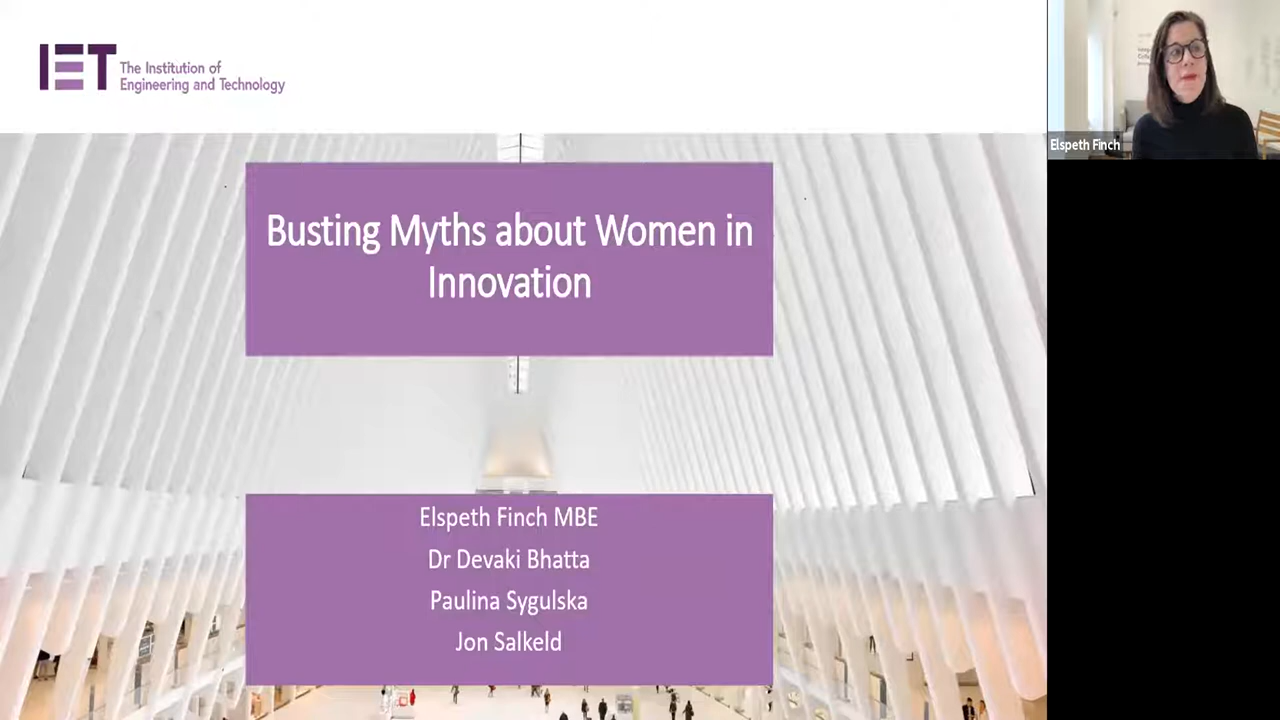 IET The Institution of
Engineering and Technology
Busting Myths about Women in
Innovation
Elspeth Finch MBE
Dr Devaki Bhatta
Paulina Sygulska
Jon Salkeld
Elspeth Finch